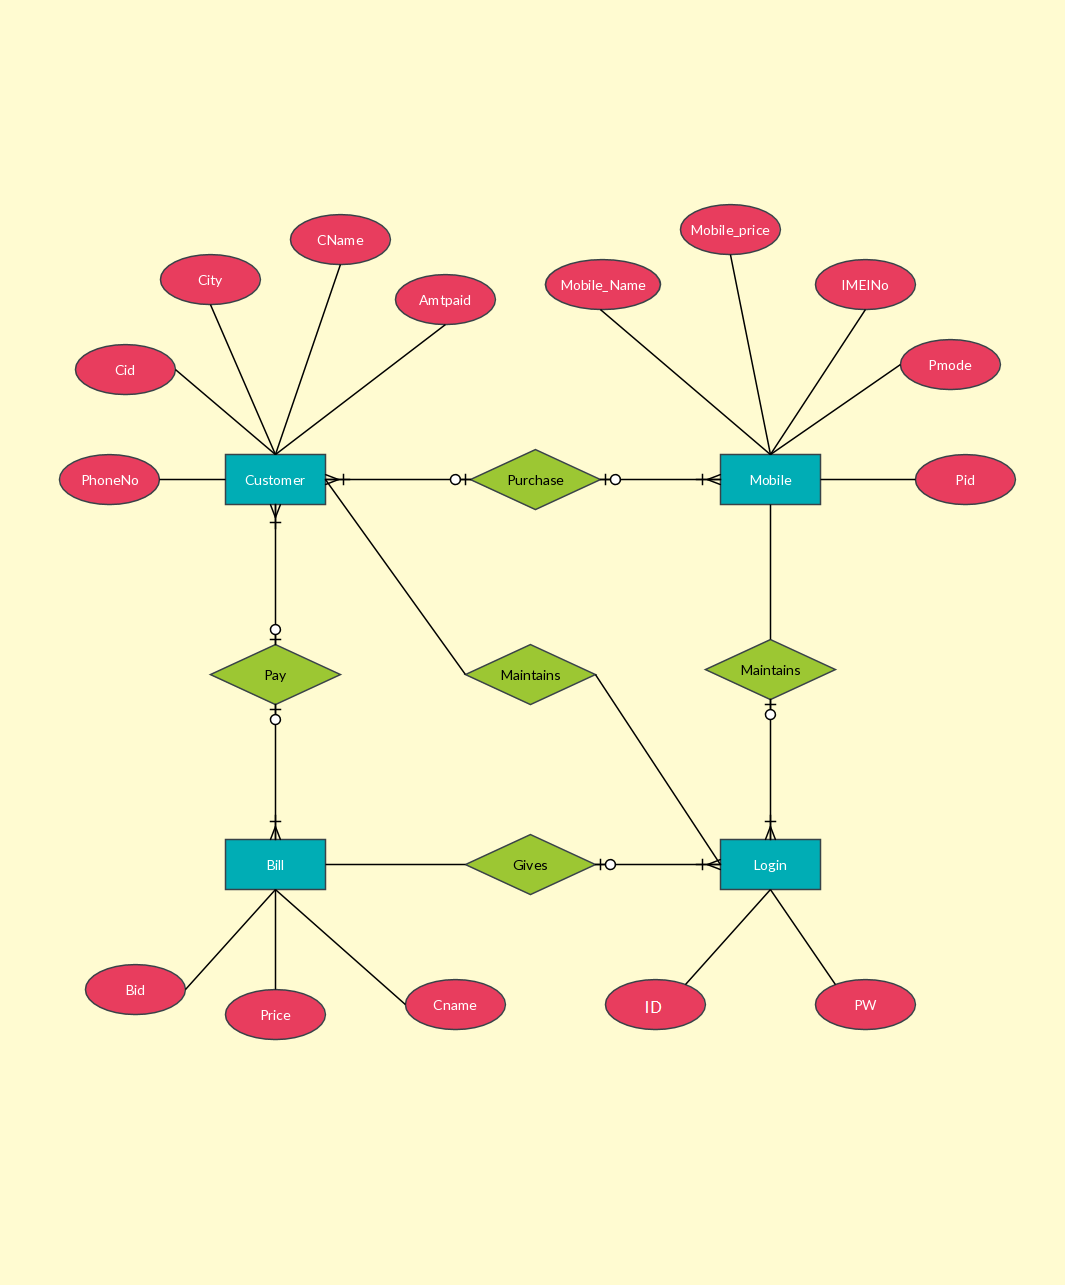 Mobile_price
CName
City
Mobile_Name
IMEINo
Amtpaid
Cid
Pmode
PhoneNo
Customer
Purchase
Mobile
Pid
Pay
Maintains
Maintains
Bill
Gives
Login
Bid
Price
Cname
ID
PW